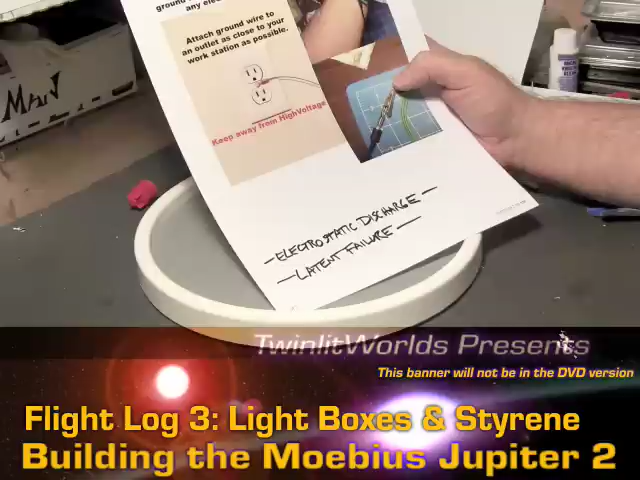 any
Attach ground wire to
an outlet as close to your
work station as possible.
Keep away from HighVoltage
MAN
- ELECTROSTATIC DISCHARGE -
- LATENT FAILURE -
TwinlitWorlds Presents
This banner will not be in the DVD version
Flight Log 3: Light Boxes & Styrene
Building the Moebius Jupiter 2